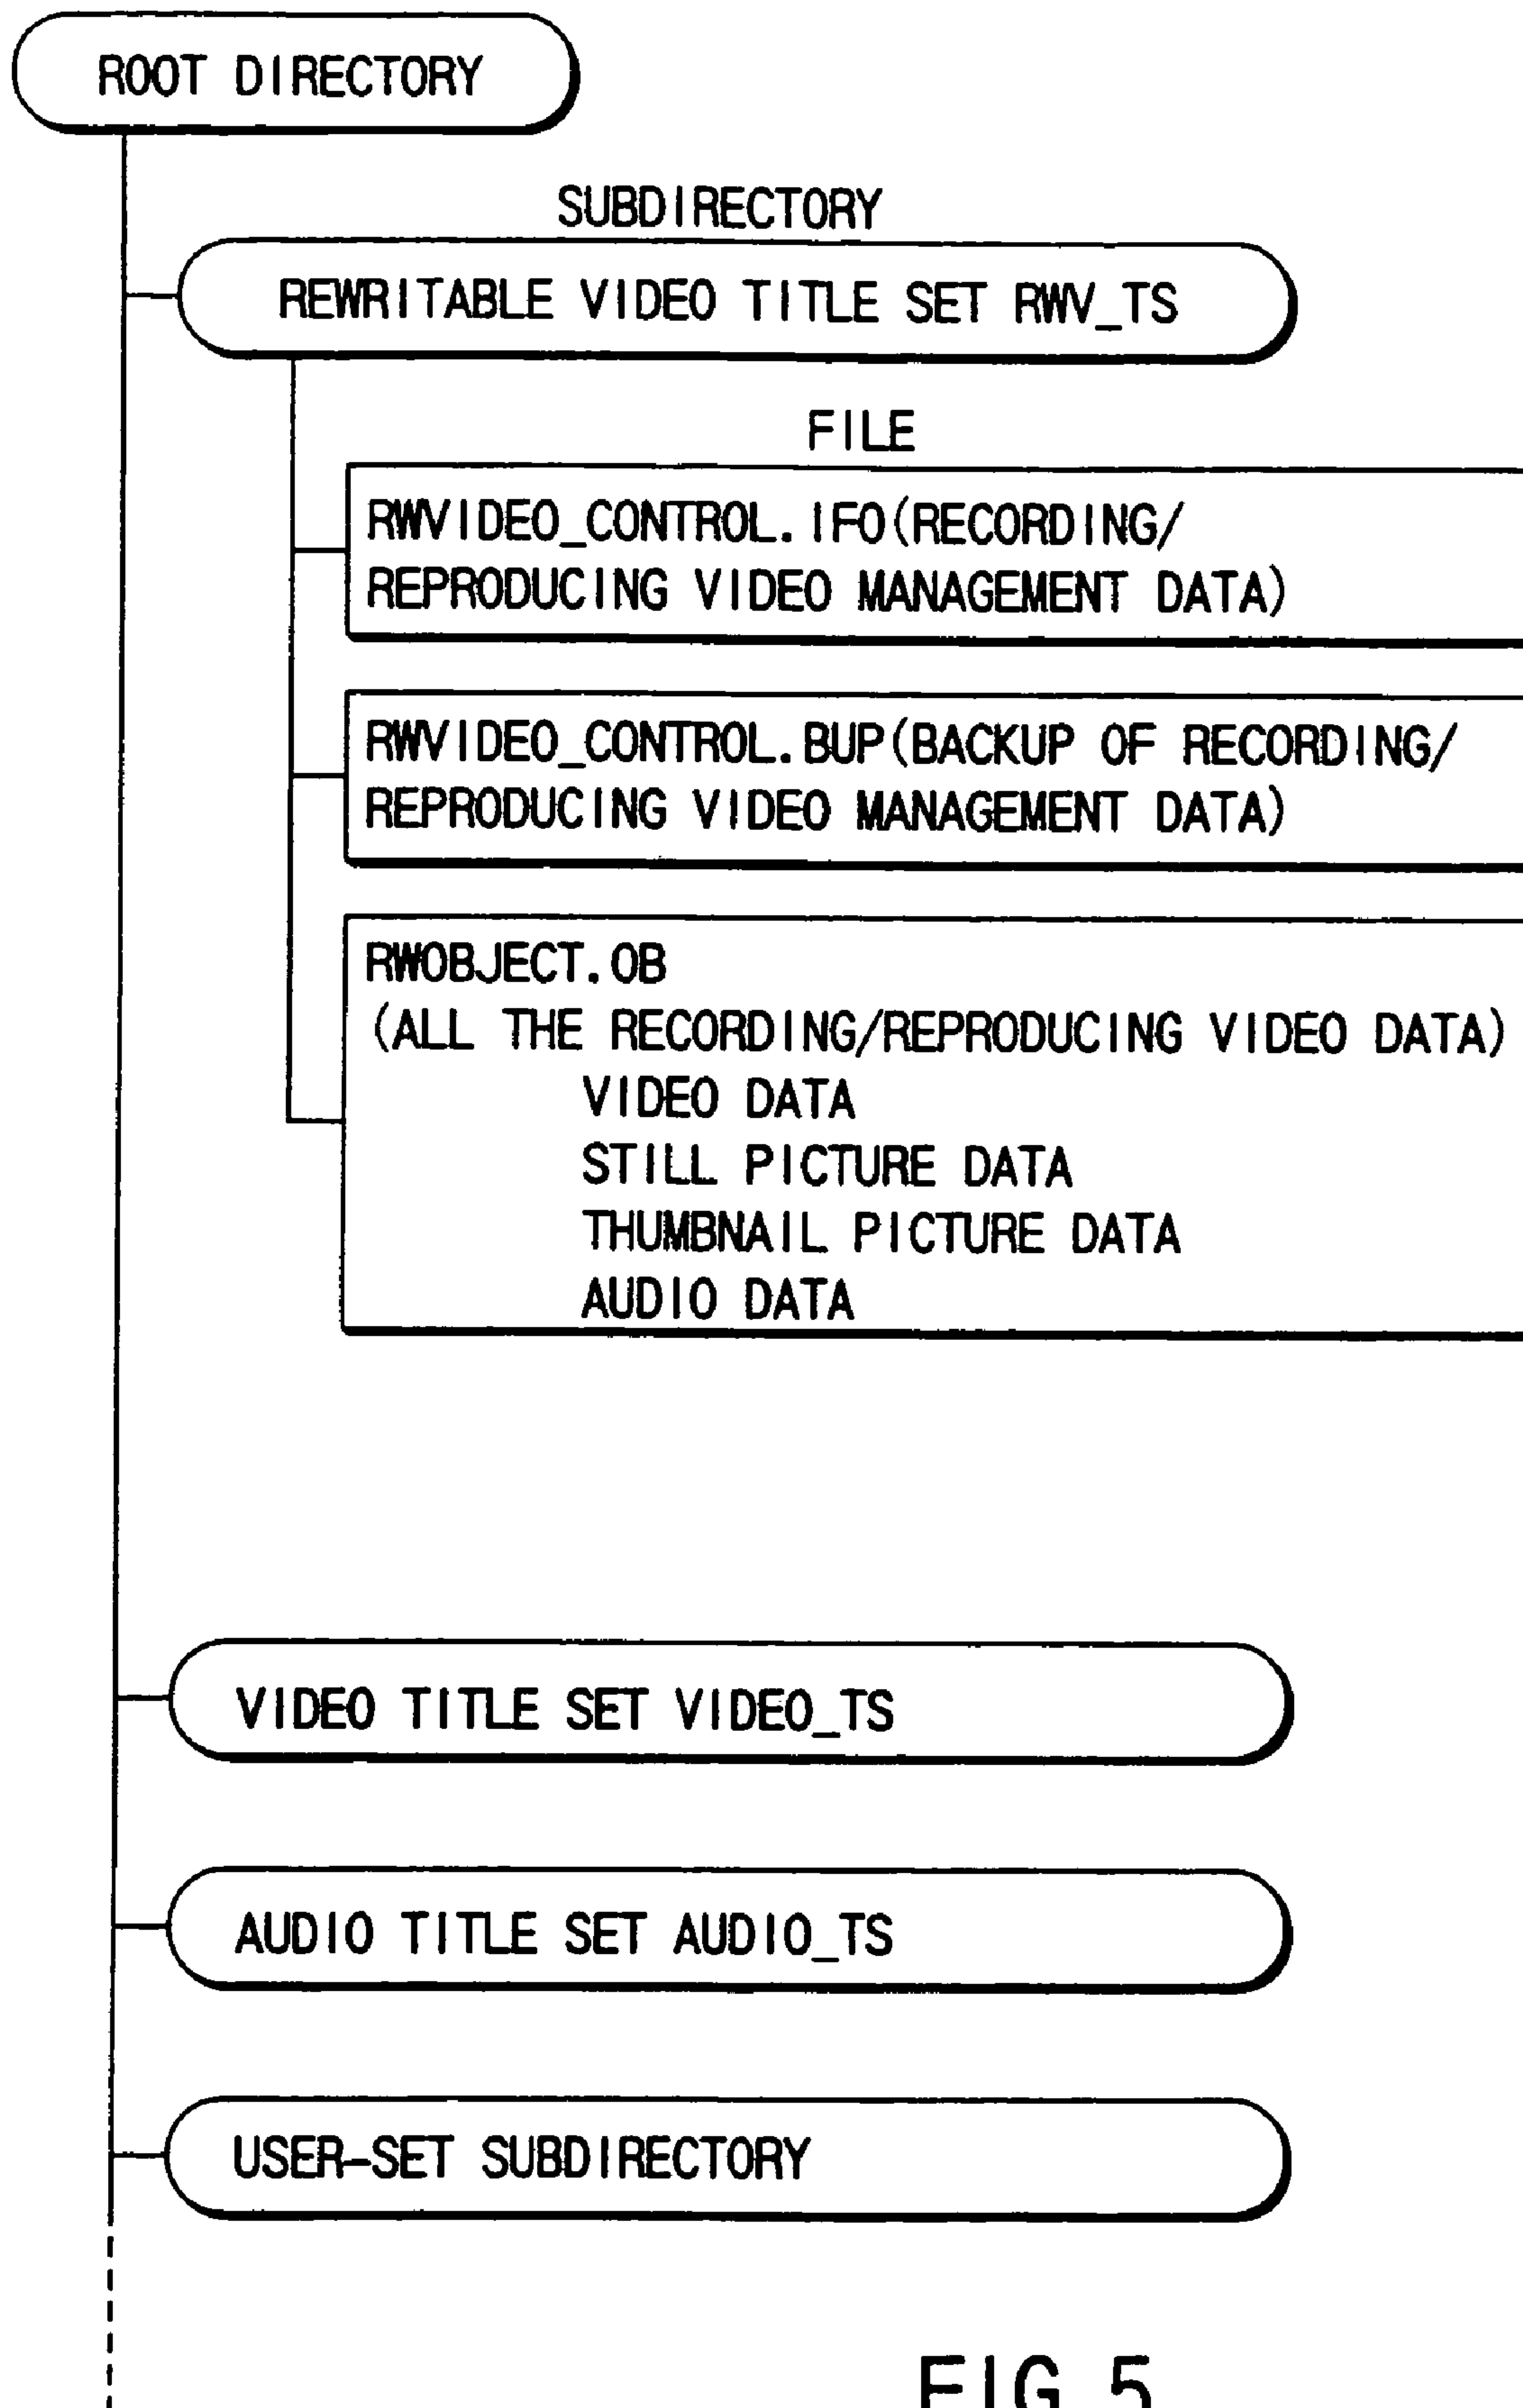 ROOT DIRECTORY
SUBDIRECTORY
REWRITABLE VIDEO TITLE SET RWV_TS
FILE
RWVIDEO_CONTROL.IFO(RECORDING/
REPRODUCING VIDEO MANAGEMENT DATA)
RWVIDEO_CONTROL.BUP(BACKUP OF RECORDING/
REPRODUCING VIDEO MANAGEMENT DATA)
RWOBJECT.OB
(ALL THE RECORDING/REPRODUCING VIDEO DATA)
VIDEO DATA
STILL PICTURE DATA
THUMBNAIL PICTURE DATA
AUDIO DATA
VIDEO TITLE SET VIDEO_TS
AUDIO TITLE SET AUDIO_TS
USER-SET SUBDIRECTORY
FIG. 5